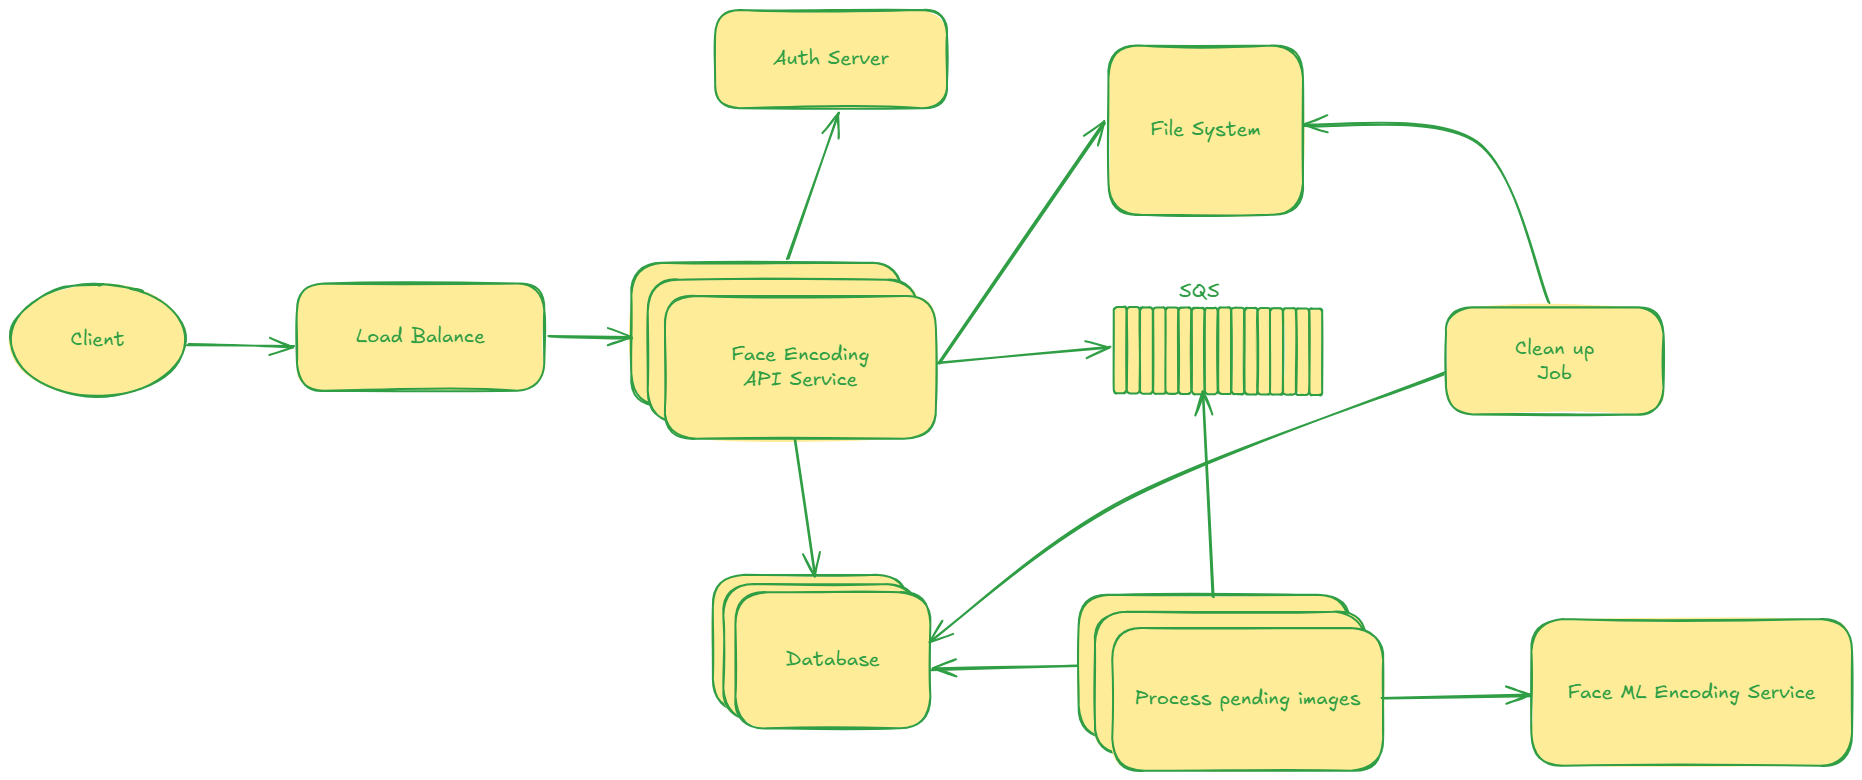 Auth Server
File System
SQS
Client
Load Balance
Face Encoding
API Service
Clean up
Job
Database
Process pending images
Face ML Encoding Service